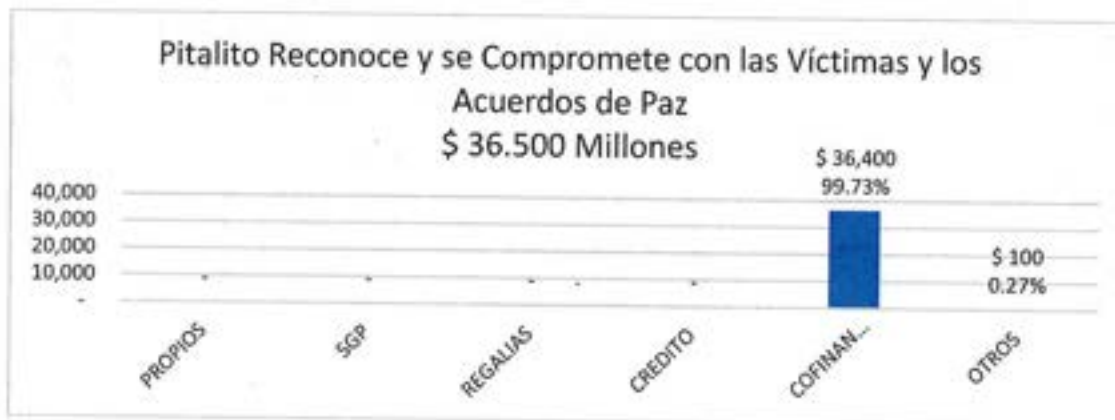 Pitalito Reconoce y se Compromete con las Víctimas y los
Acuerdos de Paz
$ 36.500 Millones
$ 36,400
99.73%
40,000
30,000
20,000
10,000
-
- - - -
$ 100
0.27%
PROPIOS
SGP
REGALIAS
CREDITO
COFINAN...
OTROS